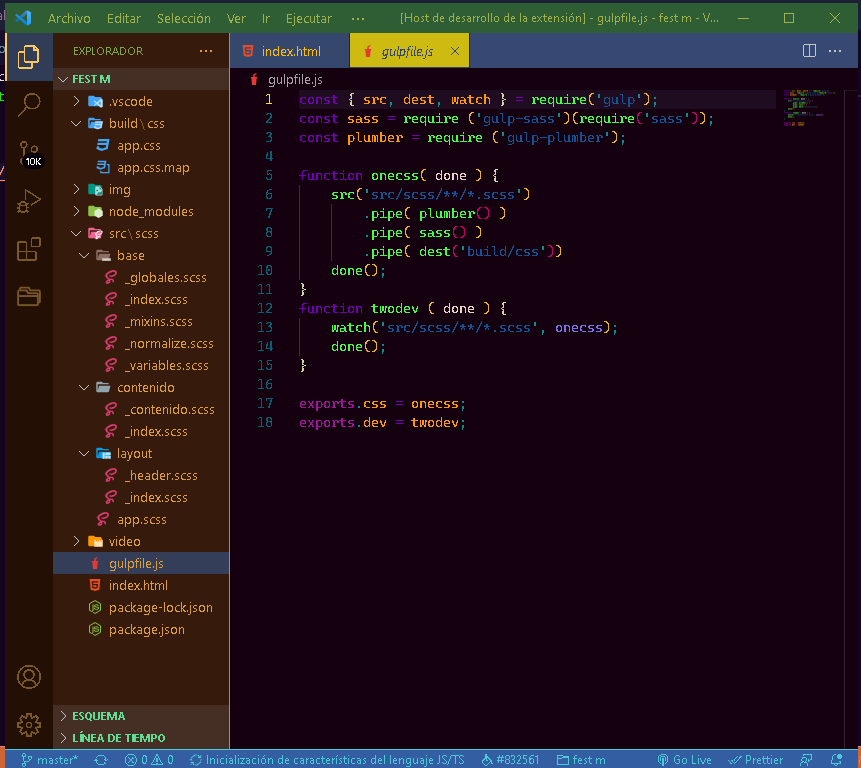 Archivo Editar Selección Ver Ir Ejecutar ··· [Host de desarrollo de la extensión] - gulpfile.js - fest m - V...
EXPLORADOR ···
FEST M
.vscode
build\css
app.css
app.css.map
img
node_modules
src\scss
base
_globales.scss
_index.scss
_mixins.scss
_normalize.scss
_variables.scss
contenido
_contenido.scss
_index.scss
layout
_header.scss
_index.scss
app.scss
video
gulpfile.js
index.html
package-lock.json
package.json
ESQUEMA
LÍNEA DE TIEMPO
10K
index.html gulpfile.js
gulpfile.js
1 const { src, dest, watch } = require('gulp');
2 const sass = require ('gulp-sass')(require('sass'));
3 const plumber = require ('gulp-plumber');
4
5 function onecss( done ) {
6 src('src/scss/**/*.scss')
7 .pipe( plumber() )
8 .pipe( sass() )
9 .pipe( dest('build/css'))
10 done();
11 }
12 function twodev ( done ) {
13 watch('src/scss/**/*.scss', onecss);
14 done();
15 }
16
17 exports.css = onecss;
18 exports.dev = twodev;
master* 0 0 Inicialización de características del lenguaje JS/TS #832561 fest m Go Live Prettier